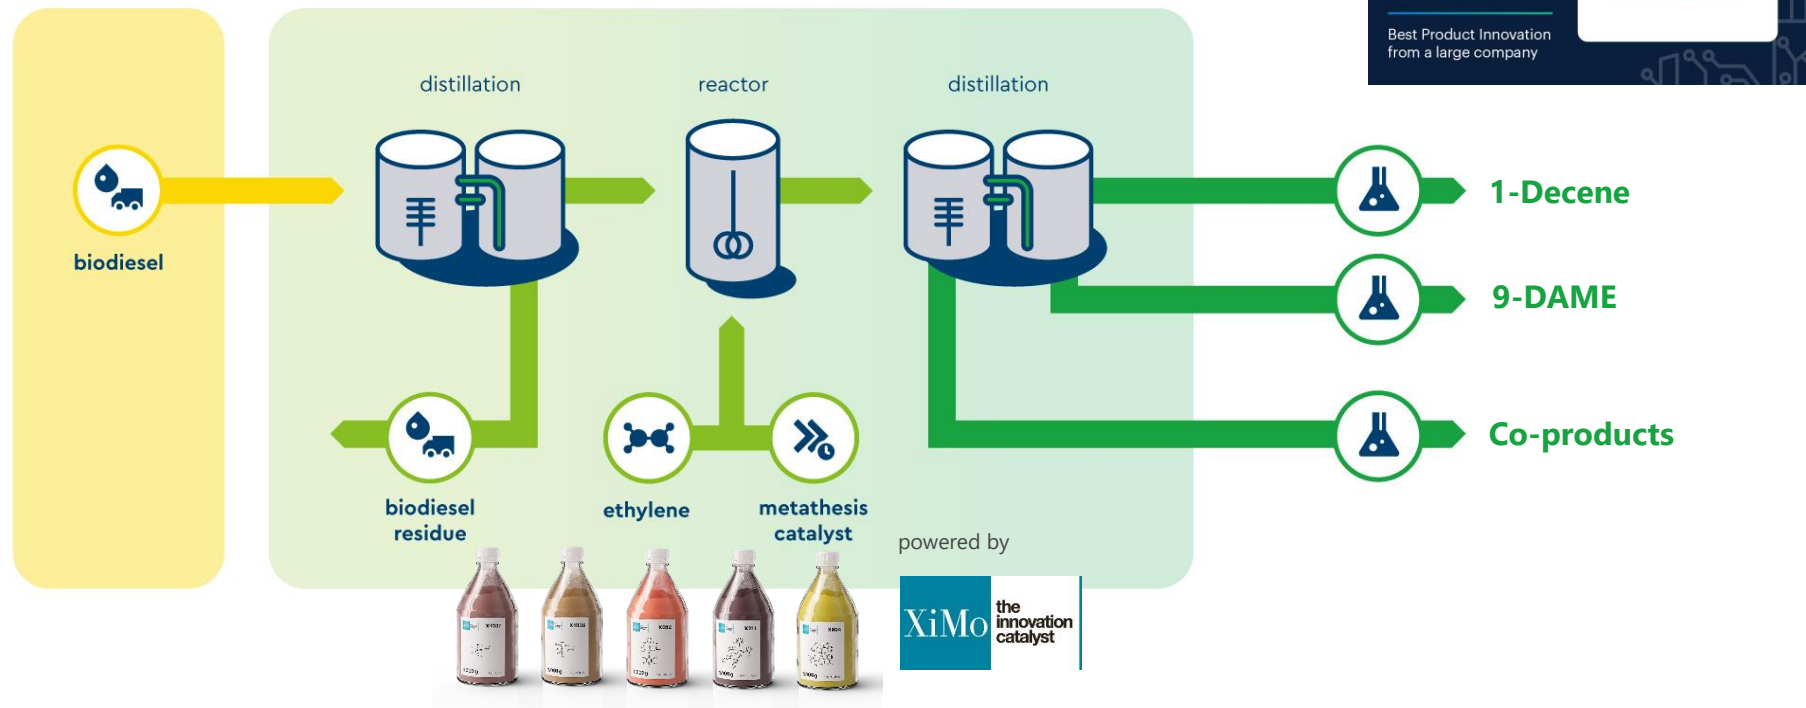 Best Product Innovation
from a large company
distillation
reactor
distillation
1-Decene
biodiesel
9-DAME
Co-products
biodiesel
residue
ethylene
metathesis
catalyst
powered by
XiMo
the
innovation
catalyst